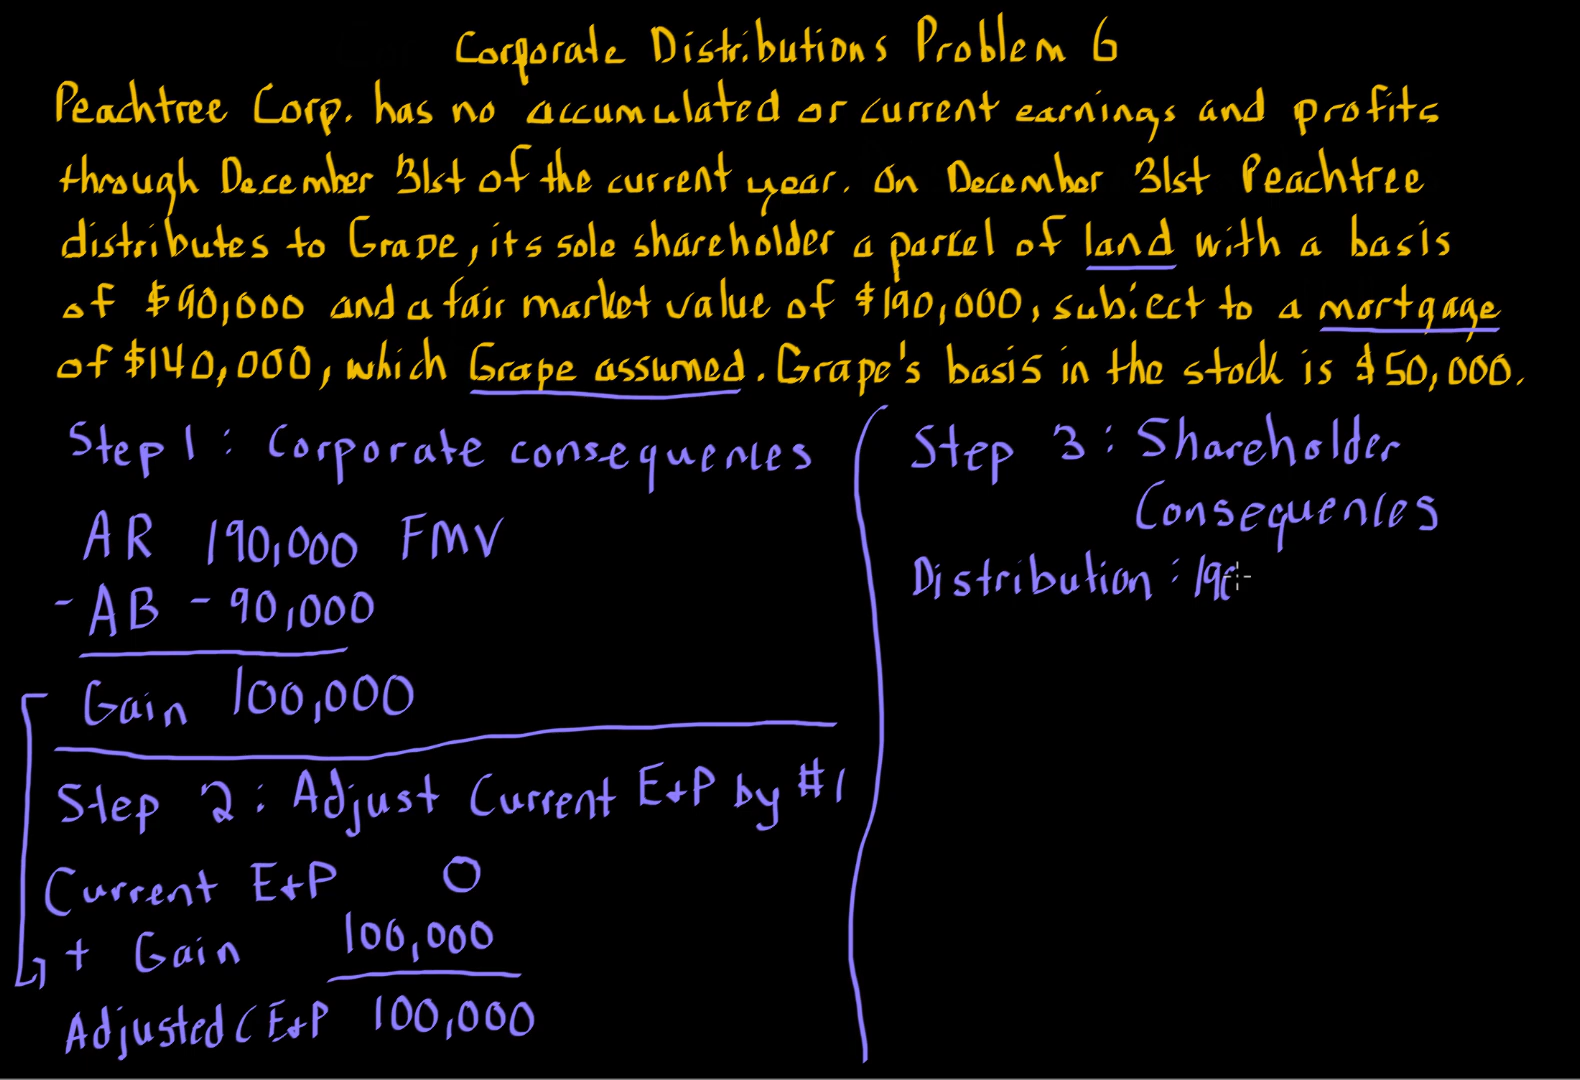 Corporate Distributions Problem 6
Peachtree Corp. has no accumulated or current earnings and profits
through December 31st of the current year. On December 31st Peachtree
distributes to Grape, its sole shareholder a parcel of land with a basis
of $90,000 and a fair market value of $190,000, subject to a mortgage
of $140,000, which Grape assumed. Grape's basis in the stock is $50,000.
Step 1: Corporate consequences
AR 190,000 FMV
- AB - 90,000
Gain 100,000
Step 2: Adjust Current E+P by #1
Current E+P 0
+ Gain 100,000
Adjusted C E+P 100,000
Step 3: Shareholder
Consequences
Distribution: 190